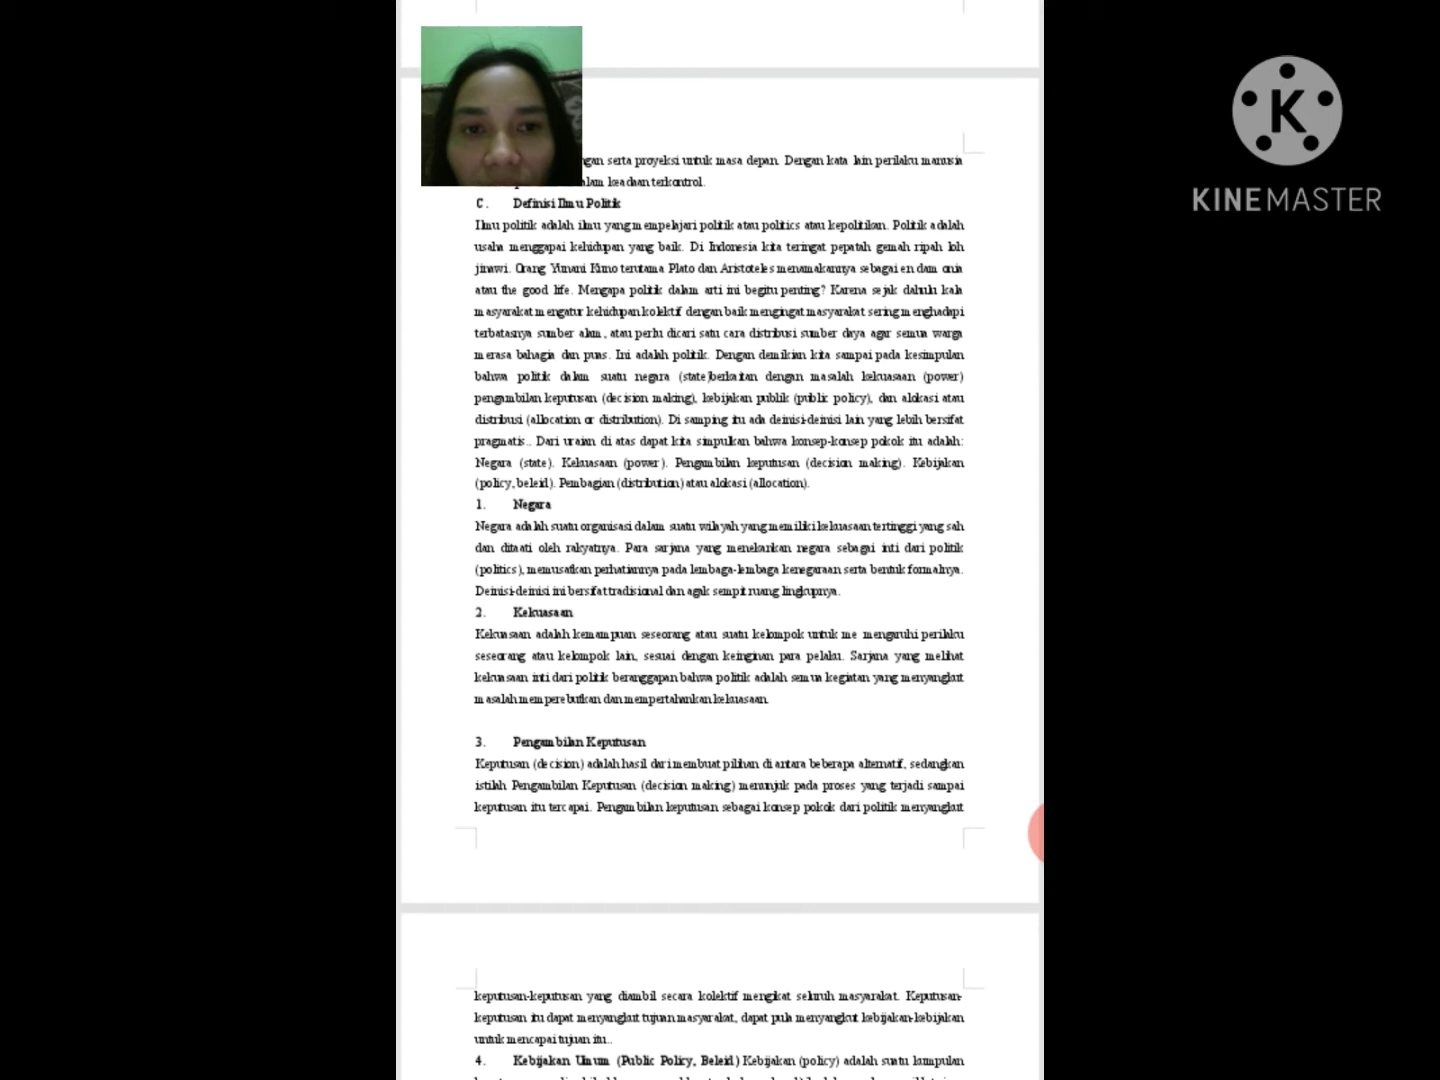 gan serta proyeksi untuk masa depan. Dengan kata lain perilaku manusia
alam keadaan terkontrol.
C. Definisi Ilmu Politik
Ilmu politik adalah ilmu yang mempelajari politik atau politics atau kepolitikan. Politik adalah
usaha menggapai kehidupan yang baik. Di Indonesia kita teringat pepatah gemah ripah loh
jinawi. Orang Yunani Kuno terutama Plato dan Aristoteles menamakannya sebagai en dam onia
atau the good life. Mengapa politik dalam arti ini begitu penting? Karena sejak dahulu kala
masyarakat mengatur kehidupan kolektif dengan baik mengingat masyarakat sering menghadapi
terbatasnya sumber alam, atau perlu dicari satu cara distribusi sumber daya agar semua warga
merasa bahagia dan puas. Ini adalah politik. Dengan demikian kita sampai pada kesimpulan
bahwa politik dalam suatu negara (state)berkaitan dengan masalah kekuasaan (power)
pengambilan keputusan (decision making), kebijakan publik (public policy), dan alokasi atau
distribusi (allocation or distribution). Di samping itu ada deinisi-deinisi lain yang lebih bersifat
pragmatis.. Dari uraian di atas dapat kita simpulkan bahwa konsep-konsep pokok itu adalah:
Negara (state). Kekuasaan (power). Pengambilan keputusan (decision making). Kebijakan
(policy, beleid). Pembagian (distribution) atau alokasi (allocation).
1. Negara
Negara adalah suatu organisasi dalam suatu wilayah yang memiliki kekuasaan tertinggi yang sah
dan ditaati oleh rakyatnya. Para sarjana yang menekankan negara sebagai inti dari politik
(politics), memusatkan perhatiannya pada lembaga-lembaga kenegaraan serta bentuk formalnya.
Deinisi-deinisi ini bersifat tradisional dan agak sempit ruang lingkupnya.
2. Kekuasaan
Kekuasaan adalah kemampuan seseorang atau suatu kelompok untuk me mengaruhi perilaku
seseorang atau kelompok lain, sesuai dengan keinginan para pelaku. Sarjana yang melihat
kekuasaan inti dari politik beranggapan bahwa politik adalah semua kegiatan yang menyangkut
masalah memperebutkan dan mempertahankan kekuasaan
3. Pengambilan Keputusan
Keputusan (decision) adalah hasil dari membuat pilihan di antara beberapa alternatif, sedangkan
istilah Pengambilan Keputusan (decision making) menunjuk pada proses yang terjadi sampai
keputusan itu tercapai. Pengambilan keputusan sebagai konsep pokok dari politik menyangkut
keputusan-keputusan yang diambil secara kolektif mengikat seluruh masyarakat. Keputusan-
keputusan itu dapat menyangkut tujuan masyarakat, dapat pula menyangkut kebijakan-kebijakan
untuk mencapai tujuan itu..
4. Kebijakan Umum (Public Policy, Beleid) Kebijakan (policy) adalah suatu kumpulan
K
KINEMASTER